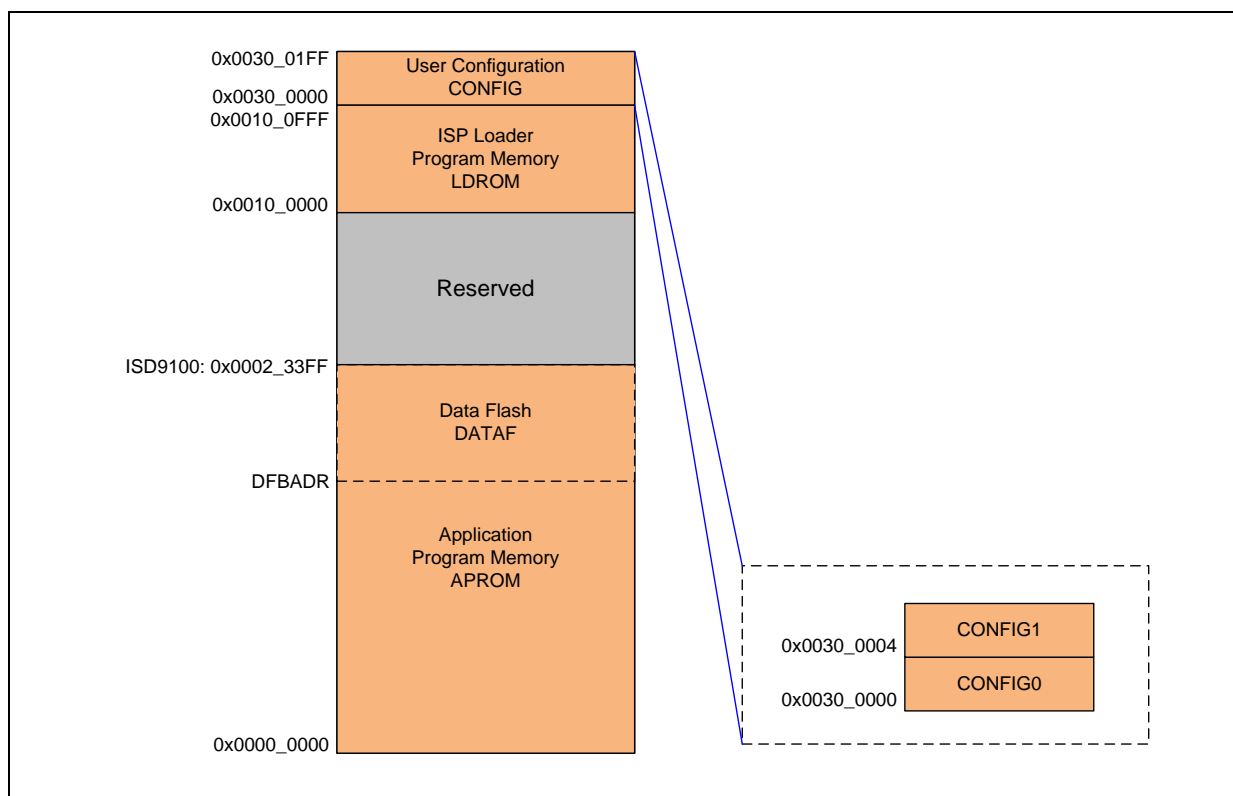 0x0030_01FF
User Configuration
CONFIG
0x0030_0000
0x0010_0FFF
ISP Loader
Program Memory
LDROM
0x0010_0000
Reserved
ISD9100: 0x0002_33FF
Data Flash
DATAF
DFBADR
Application
Program Memory
APROM
0x0000_0000
CONFIG1
0x0030_0004
CONFIG0
0x0030_0000